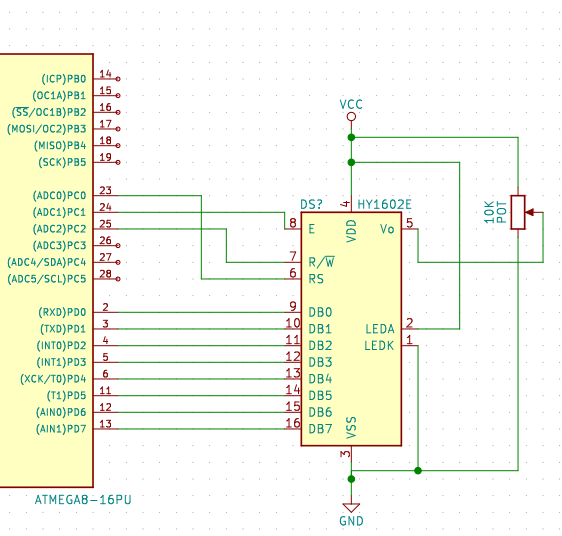 (ICP)PB0 14
(OC1A)PB1 15
(SS/OC1B)PB2 16
(MOSI/OC2)PB3 17
(MISO)PB4 18
(SCK)PB5 19
(ADC0)PC0 23
(ADC1)PC1 24
(ADC2)PC2 25
(ADC3)PC3 26
(ADC4/SDA)PC4 27
(ADC5/SCL)PC5 28
(RXD)PD0 2
(TXD)PD1 3
(INT0)PD2 4
(INT1)PD3 5
(XCK/T0)PD4 6
(T1)PD5 11
(AIN0)PD6 12
(AIN1)PD7 13
ATMEGA8-16PU
VCC
DS? HY1602E
4 VDD
8 E
7 R/W
6 RS
9 DB0
10 DB1
11 DB2
12 DB3
13 DB4
14 DB5
15 DB6
16 DB7
Vo 5
LEDA 2
LEDK 1
VSS 3
GND
10K
POT